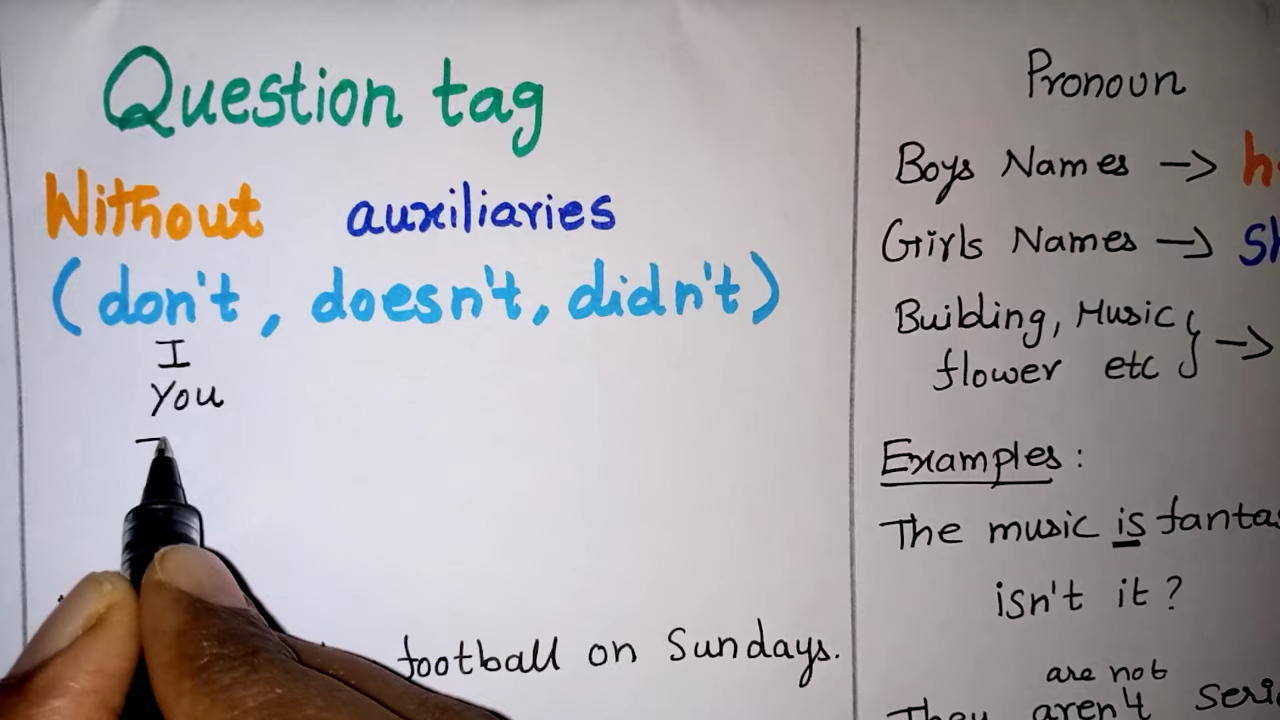 Question tag
Without auxiliaries
(don't, doesn't, didn't)
I
You
football on Sundays.
Pronoun
Boys Names ->
Girls Names ->
Building, Music
flower etc } ->
Examples:
The music is
isn't it?
are not
They aren't